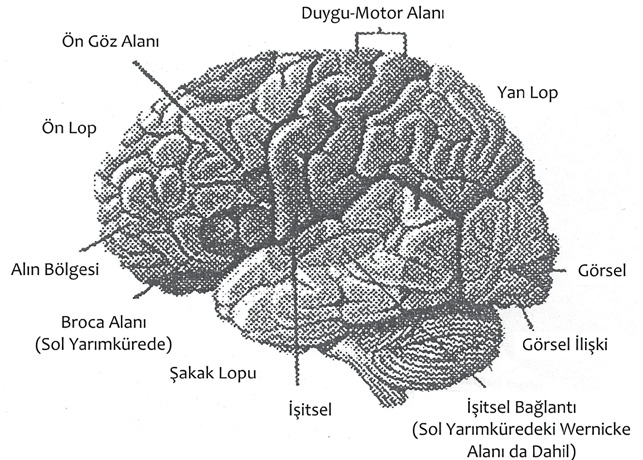 Duygu-Motor Alanı
Ön Göz Alanı
Yan Lop
Ön Lop
Alın Bölgesi
Görsel
Broca Alanı
(Sol Yarımkürede)
Görsel İlişki
Şakak Lopu
İşitsel
İşitsel Bağlantı
(Sol Yarımküredeki Wernicke
Alanı da Dahil)